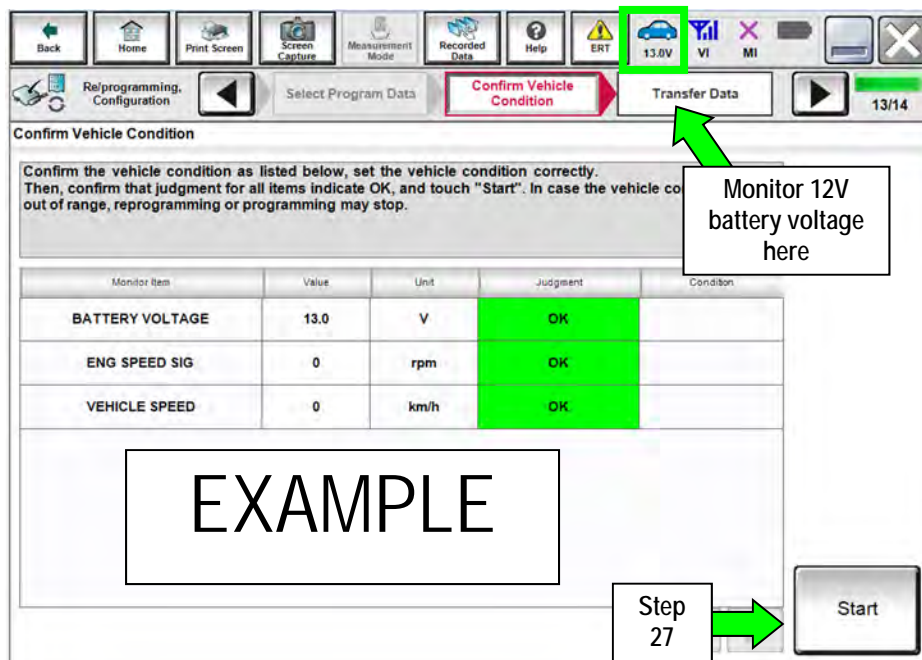 Back Home Print Screen Screen Capture Measurement Mode Recorded Data Help ERT 13.0V VI MI
Re/programming, Configuration Select Program Data Confirm Vehicle Condition Transfer Data 13/14
Confirm Vehicle Condition
Confirm the vehicle condition as listed below, set the vehicle condition correctly.
Then, confirm that judgment for all items indicate OK, and touch "Start". In case the vehicle
out of range, reprogramming or programming may stop.
Monitor 12V
battery voltage
here
Monitor Item Value Unit Judgment Condition
BATTERY VOLTAGE 13.0 V OK
ENG SPEED SIG 0 rpm OK
VEHICLE SPEED 0 km/h OK
EXAMPLE
Step
27
Start